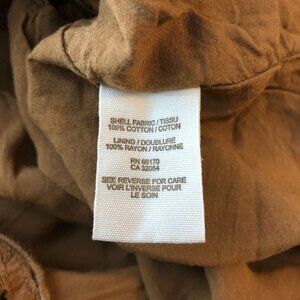 SHELL FABRIC/TISSU
100% COTTON / COTON
LINING / DOUBLURE
100% RAYON / RAYONNE
RN 66170
CA 32054
SEE REVERSE FOR CARE
VOIR L'INVERSE POUR
LE SOIN